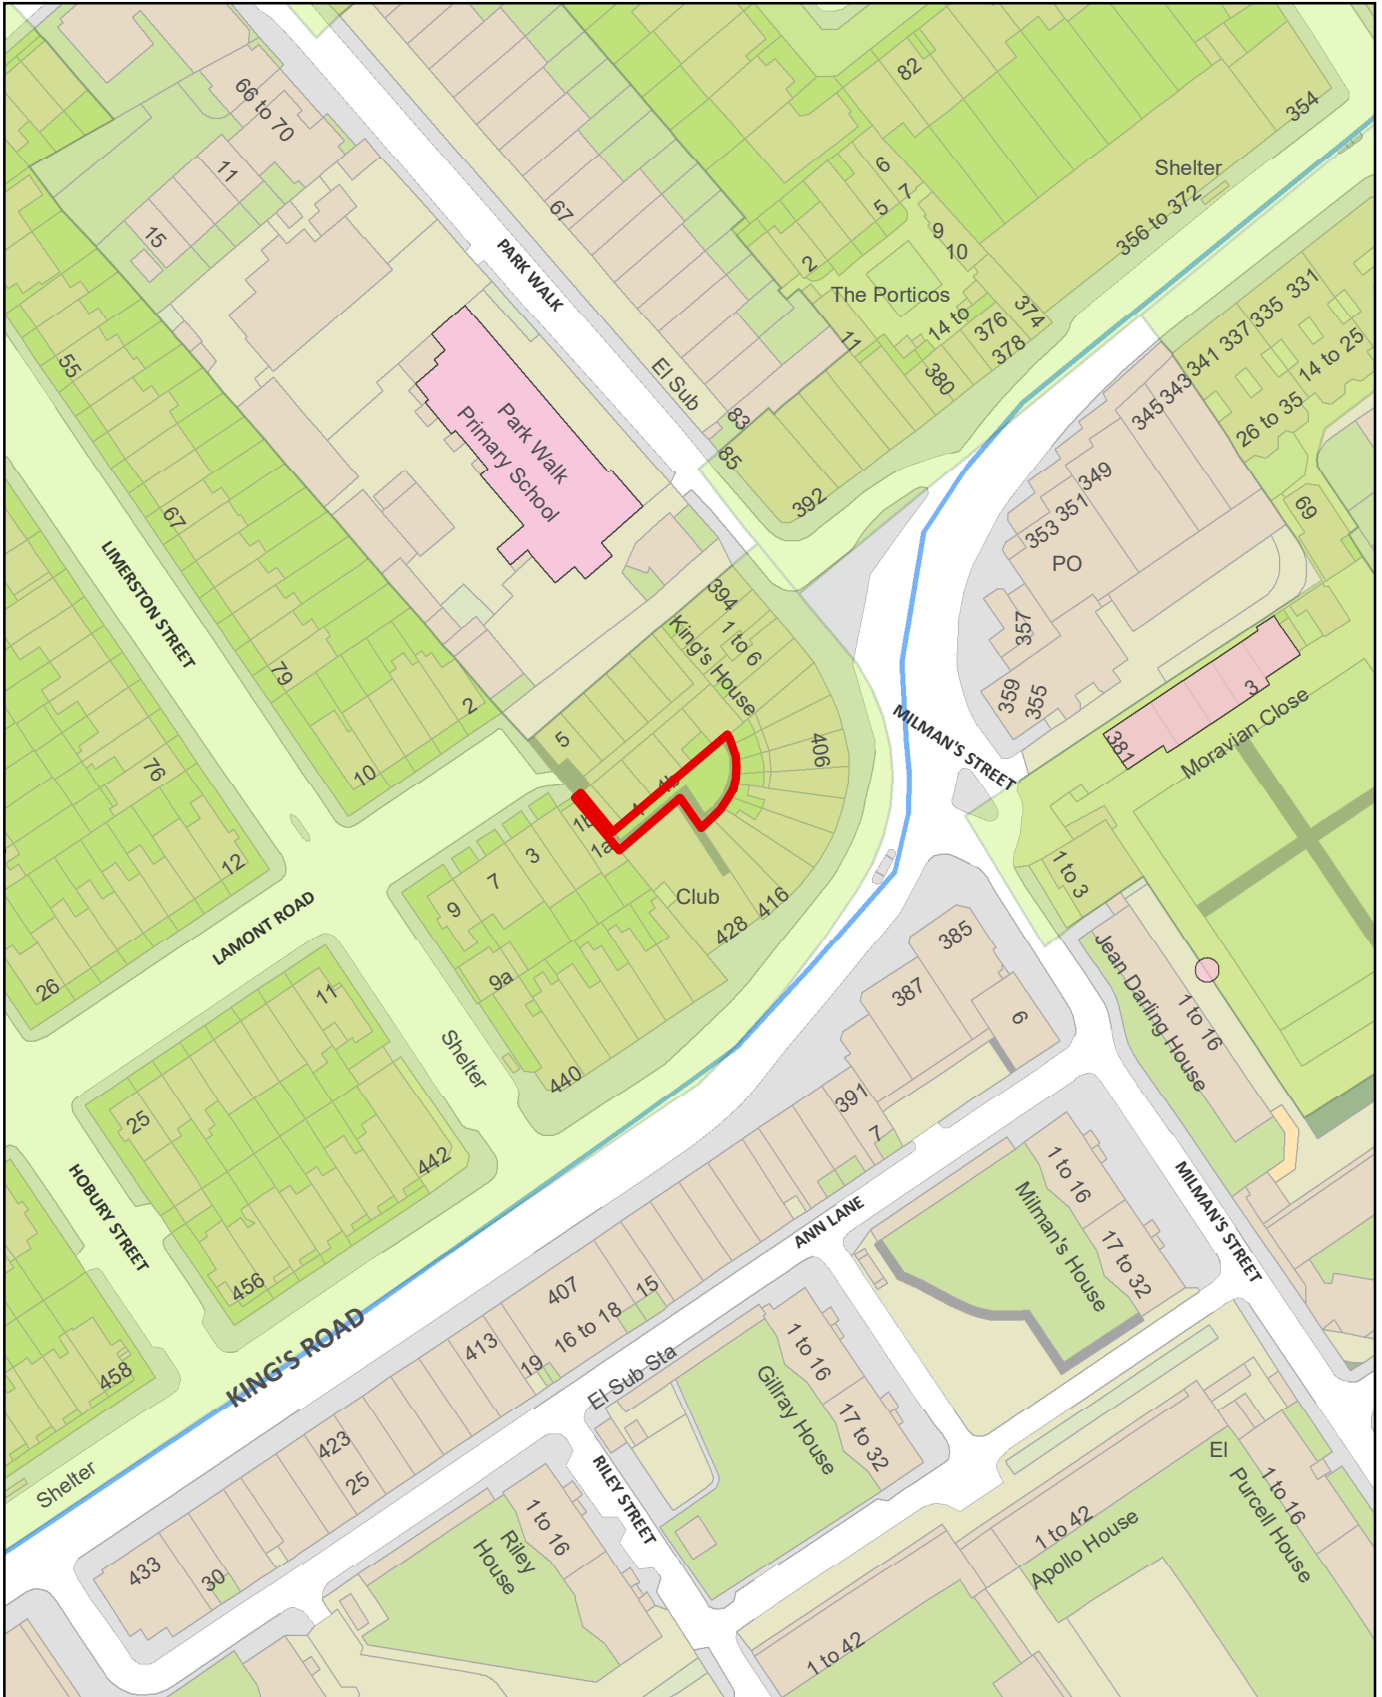 66 to 70
82
354
11
6
Shelter
67
7
5
356 to 372
15
9
10
2
PARK WALK
The Porticos
331
335
337
341
343
345
14 to 25
374
14 to
376
378
11
380
El Sub
26 to 35
55
Park Walk
Primary School
83
85
392
349
351
353
69
PO
67
LIMERSTON STREET
394
1 to 6
King's House
357
359
355
79
2
5
406
MILMAN'S STREET
3
381
Moravian Close
76
10
4
1a
12
3
7
9
Club
1 to 3
416
428
LAMONT ROAD
9a
26
11
385
387
6
Jean Darling House
1 to 16
Shelter
440
25
391
7
442
HOBURY STREET
1 to 16
Milman's House
17 to 32
MILMAN'S STREET
ANN LANE
456
407
15
16 to 18
413
19
458
KING'S ROAD
El Sub Sta
1 to 16
Gillray House
17 to 32
423
25
Shelter
RILEY STREET
El
1 to 16
Purcell House
1 to 42
Apollo House
1 to 16
Riley
House
433
30
1 to 42